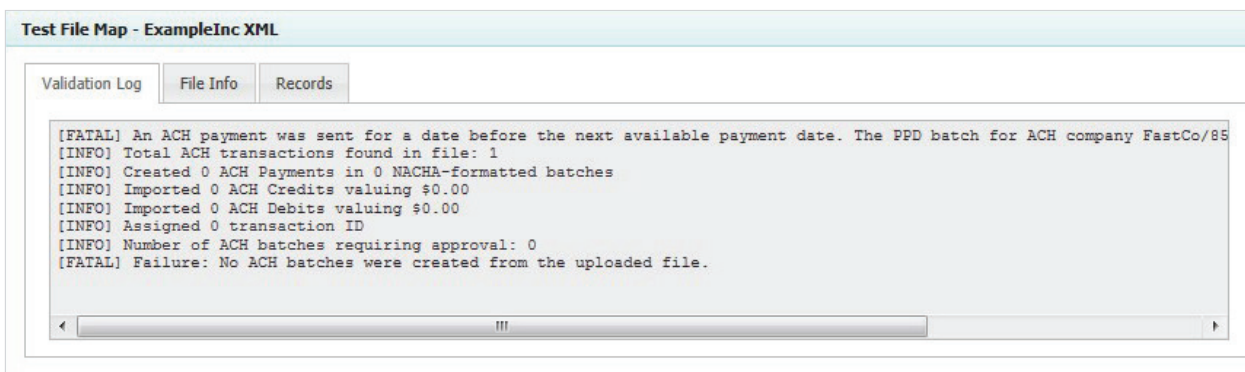 Test File Map - ExampleInc XML
Validation Log File Info Records
[FATAL] An ACH payment was sent for a date before the next available payment date. The PPD batch for ACH company FastCo/85
[INFO] Total ACH transactions found in file: 1
[INFO] Created 0 ACH Payments in 0 NACHA-formatted batches
[INFO] Imported 0 ACH Credits valuing $0.00
[INFO] Imported 0 ACH Debits valuing $0.00
[INFO] Assigned 0 transaction ID
[INFO] Number of ACH batches requiring approval: 0
[FATAL] Failure: No ACH batches were created from the uploaded file.